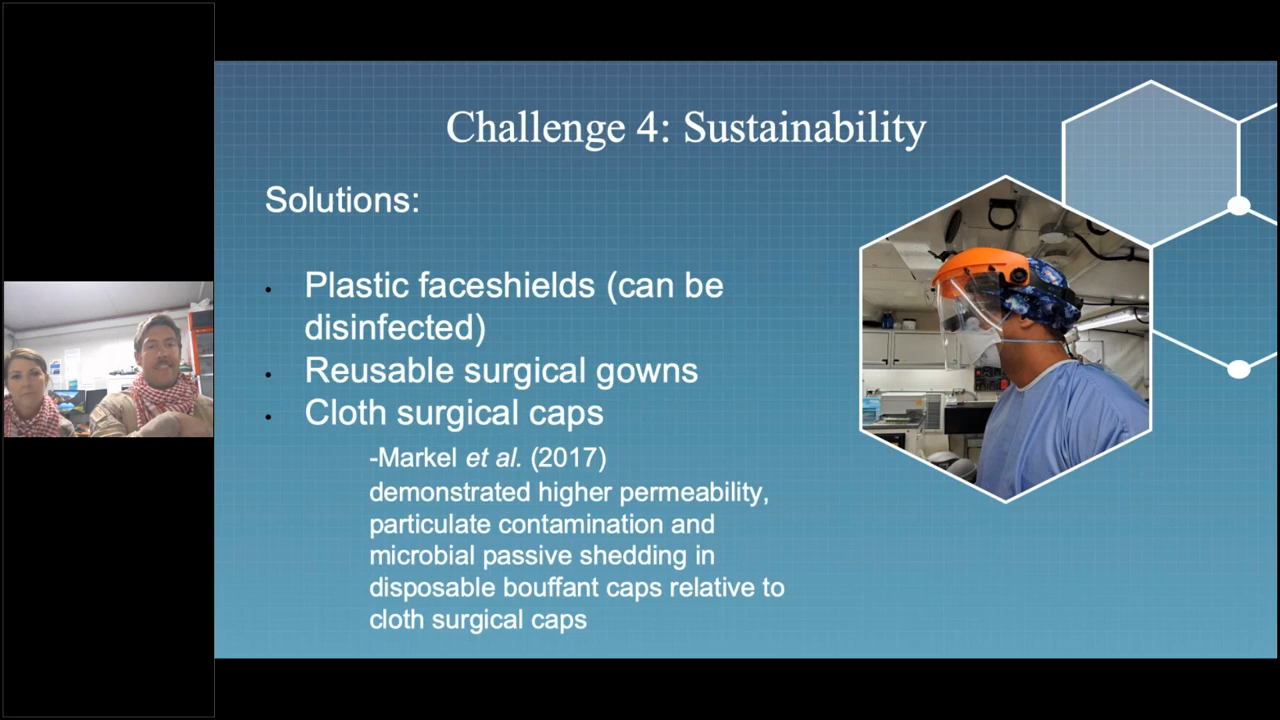 Challenge 4: Sustainability
Solutions:
• Plastic faceshields (can be
disinfected)
• Reusable surgical gowns
• Cloth surgical caps
-Markel et al. (2017)
demonstrated higher permeability,
particulate contamination and
microbial passive shedding in
disposable bouffant caps relative to
cloth surgical caps